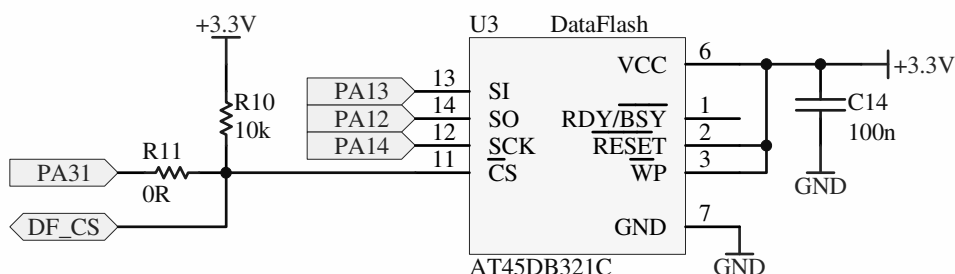 U3 DataFlash
+3.3V
VCC 6
+3.3V
PA13 13 SI
R10
10k
C14
100n
PA12 14 SO
RDY/BSY 1
PA14 12 SCK
RESET 2
R11
PA31 11 CS
WP 3
0R
GND
DF_CS
GND 7
AT45DB321C
GND